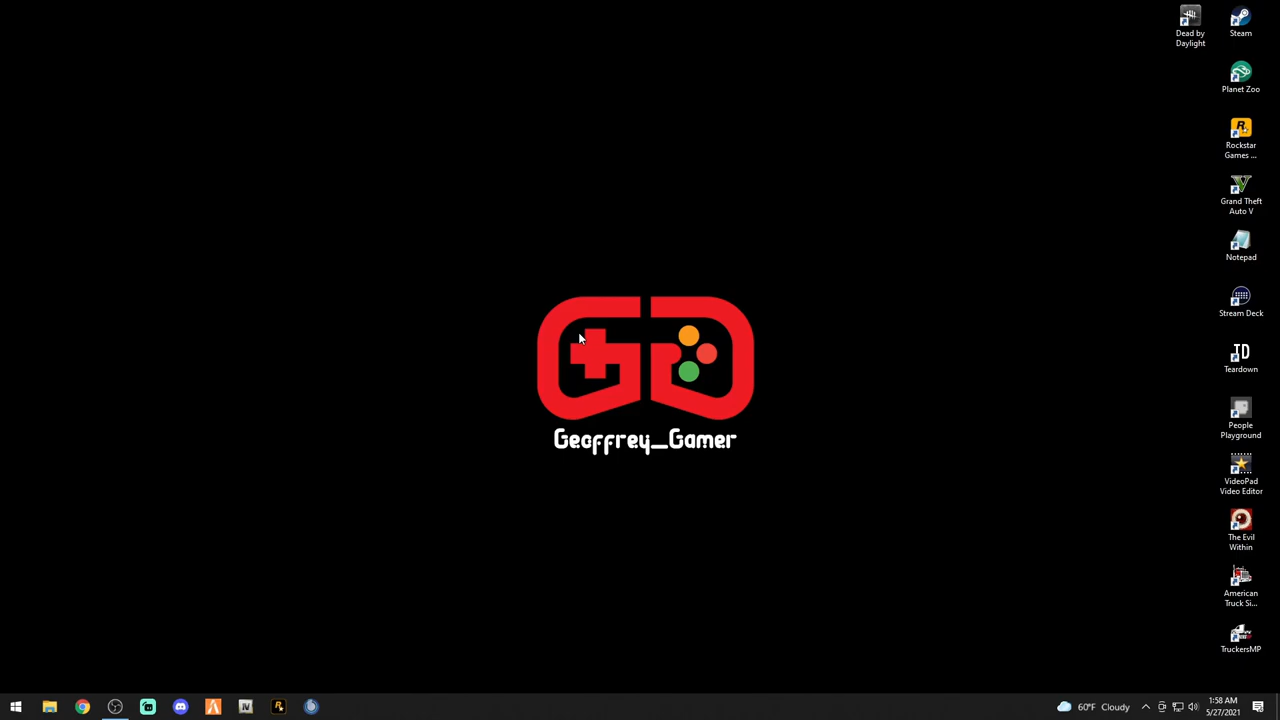 Dead by
Daylight
Steam
Planet Zoo
Rockstar
Games ...
Grand Theft
Auto V
Notepad
Stream Deck
TD
Teardown
People
Playground
VideoPad
Video Editor
The Evil
Within
American
Truck Si...
TruckersMP
Geoffrey_Gamer
IV
60°F Cloudy
1:58 AM
5/27/2021